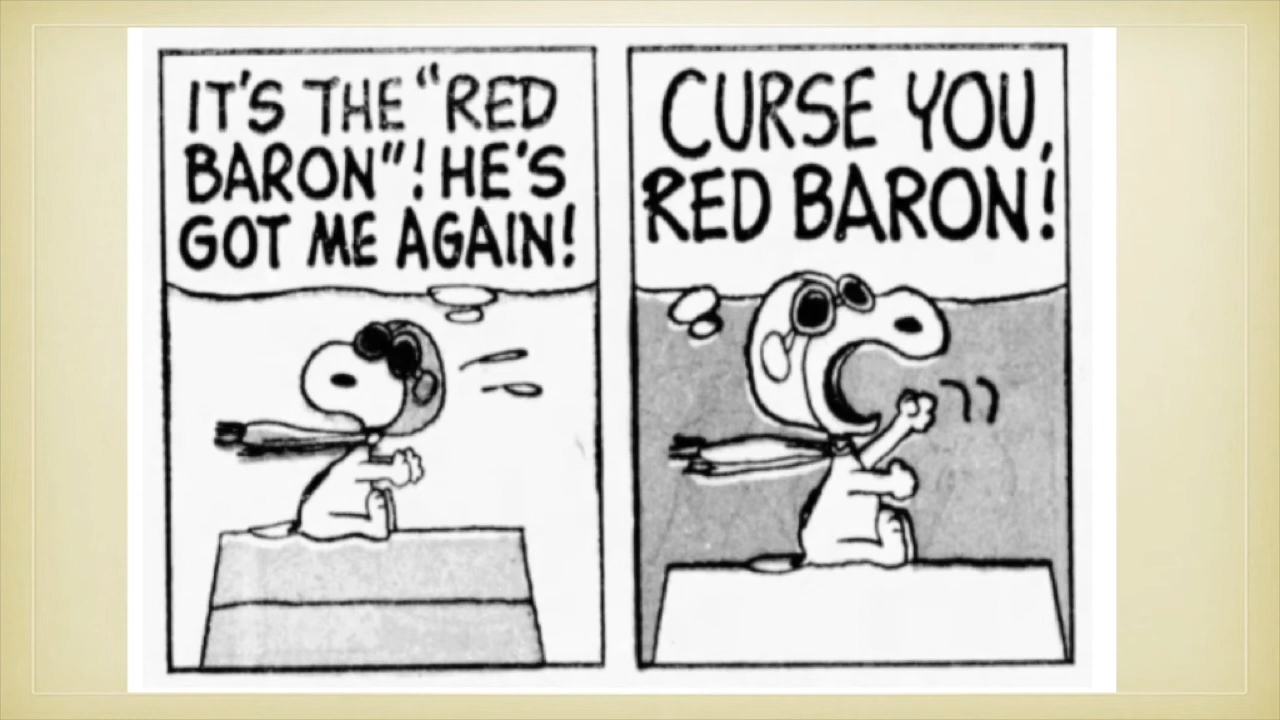 IT'S THE "RED
BARON"! HE'S
GOT ME AGAIN!
CURSE YOU,
RED BARON!